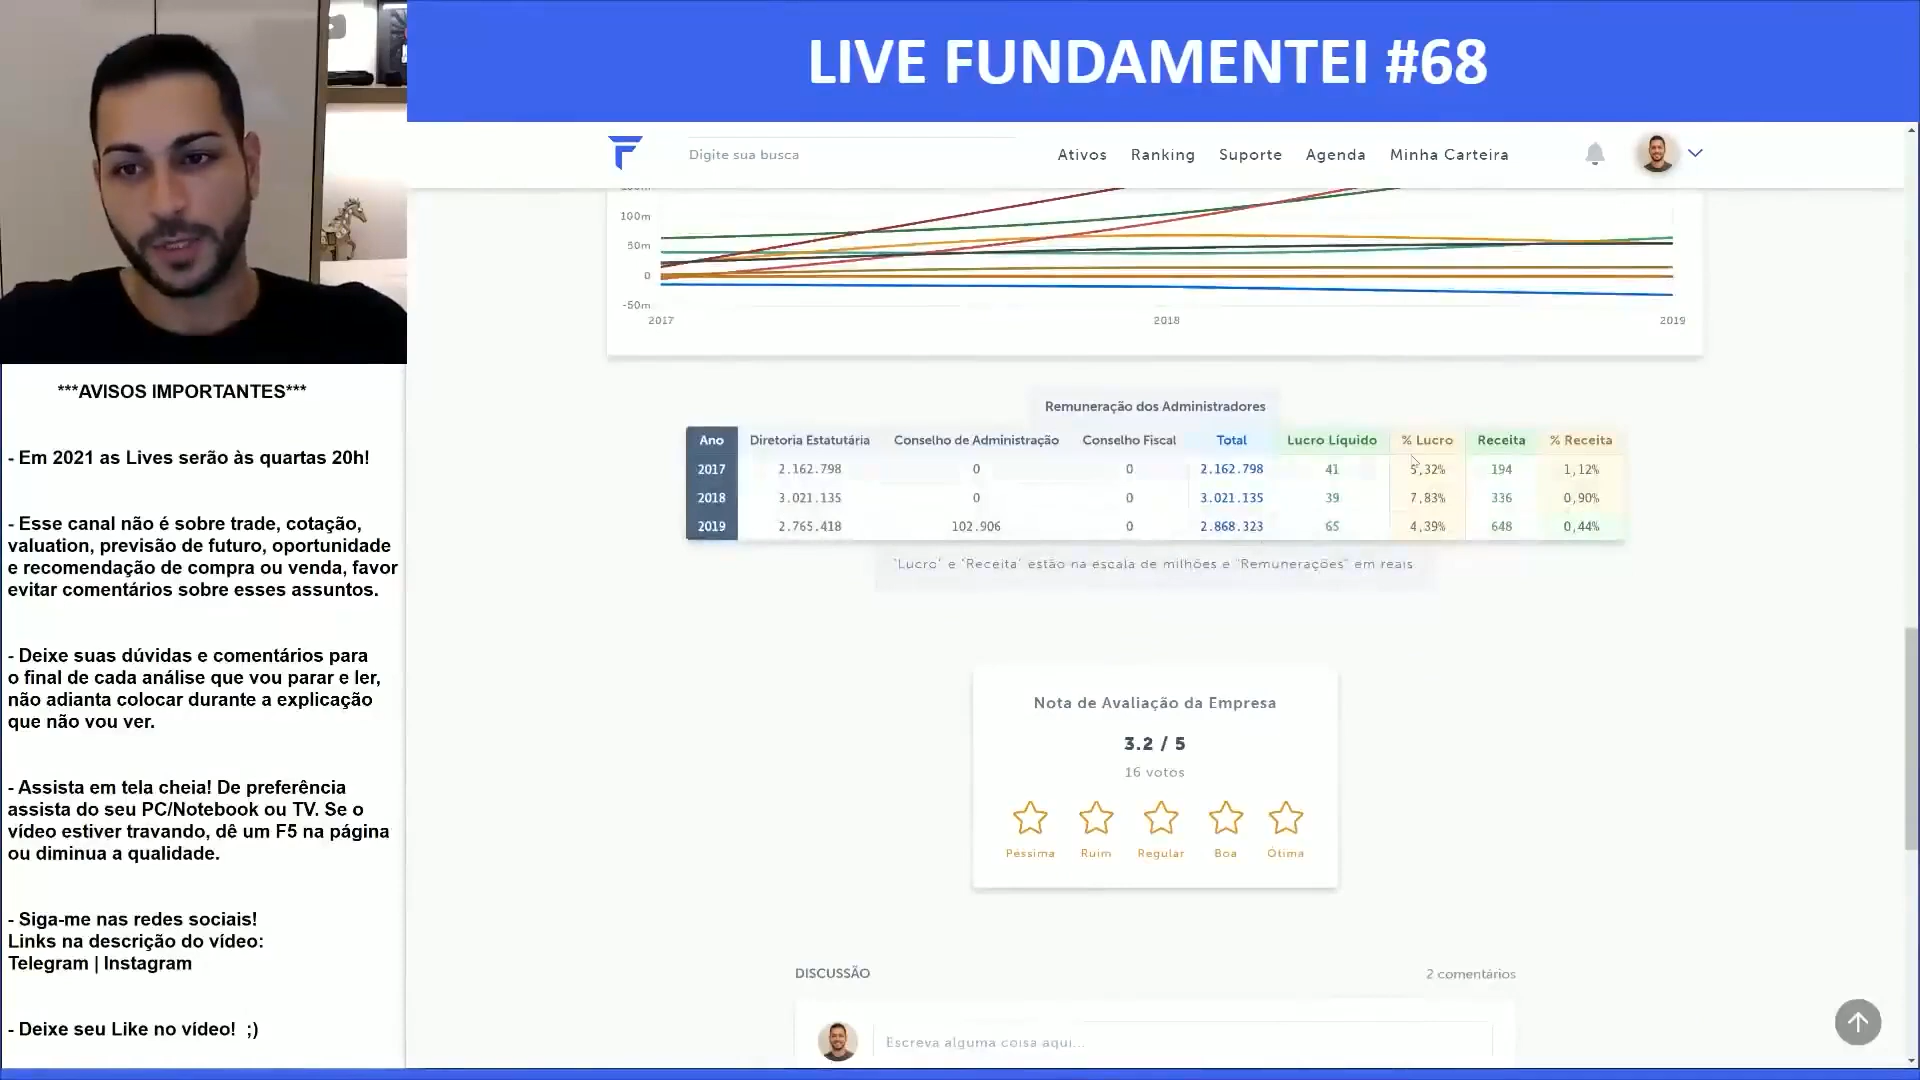 LIVE FUNDAMENTEI #68
Digite sua busca
Ativos Ranking Suporte Agenda Minha Carteira
100m
50m
0
-50m
2017 2018 2019
***AVISOS IMPORTANTES***
- Em 2021 as Lives serão às quartas 20h!
- Esse canal não é sobre trade, cotação,
valuation, previsão de futuro, oportunidade
e recomendação de compra ou venda, favor
evitar comentários sobre esses assuntos.
- Deixe suas dúvidas e comentários para
o final de cada análise que vou parar e ler,
não adianta colocar durante a explicação
que não vou ver.
- Assista em tela cheia! De preferência
assista do seu PC/Notebook ou TV. Se o
vídeo estiver travando, dê um F5 na página
ou diminua a qualidade.
- Siga-me nas redes sociais!
Links na descrição do vídeo:
Telegram | Instagram
- Deixe seu Like no vídeo! ;)
Remuneração dos Administradores
Ano Diretoria Estatutária Conselho de Administração Conselho Fiscal Total Lucro Líquido % Lucro Receita % Receita
2017 2.162.798 0 0 2.162.798 41 5,32% 194 1,12%
2018 3.021.135 0 0 3.021.135 39 7,83% 336 0,90%
2019 2.765.418 102.906 0 2.868.323 65 4,39% 648 0,44%
"Lucro" e "Receita" estão na escala de milhões e "Remunerações" em reais
Nota de Avaliação da Empresa
3.2 / 5
16 votos
Péssima Ruim Regular Boa Ótima
DISCUSSÃO 2 comentários
Escreva alguma coisa aqui...